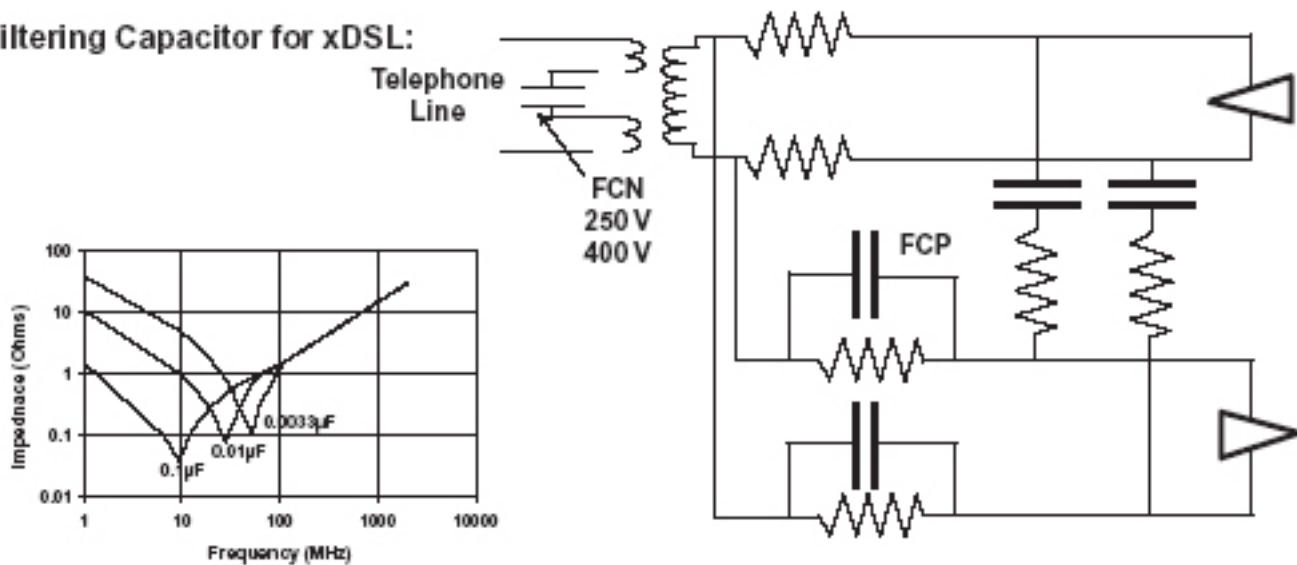 iltering Capacitor for xDSL:
Telephone
Line
FCN
250 V
400 V
FCP
100
10
1
0.1
0.01
Impednace (Ohms)
0.0033µF
0.01µF
0.1µF
1
10
100
1000
10000
Frequency (MHz)